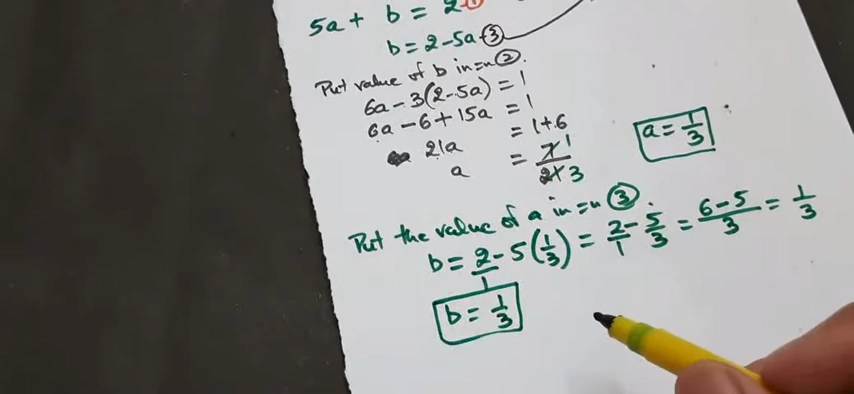 5a + b = 2 - ①
b = 2 - 5a - ③
Put value of b in =n ②.
6a - 3(2 - 5a) = 1
6a - 6 + 15a = 1
21a = 1 + 6
a = 7 1 / 21 3
a = 1/3
Put the value of a in =n ③.
b = 2/1 - 5(1/3) = 2/1 - 5/3 = 6-5/3 = 1/3
b = 1/3